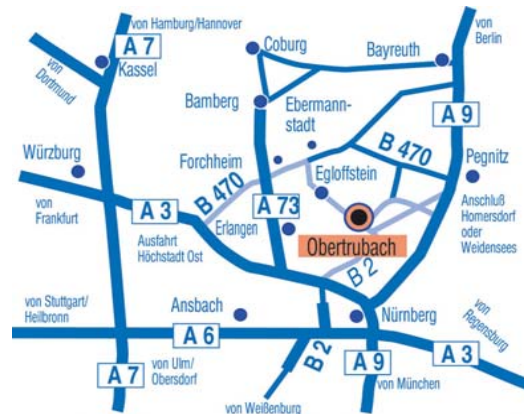 von Hamburg/Hannover
A 7
Kassel
von
Dortmund
Coburg
Bayreuth
von
Berlin
Bamberg
Ebermann-
stadt
A 9
Würzburg
Forchheim
B 470
Egloffstein
B 470
Pegnitz
von
Frankfurt
A 3
Ausfahrt
Höchstadt Ost
Erlangen
A 73
Obertrubach
Anschluß
Hormersdorf
oder
Weidensees
B 2
von Stuttgart/
Heilbronn
Ansbach
A 6
Nürnberg
von
Regensburg
A 7
von Ulm/
Obersdorf
B 2
A 9
A 3
von Weißenburg
von München